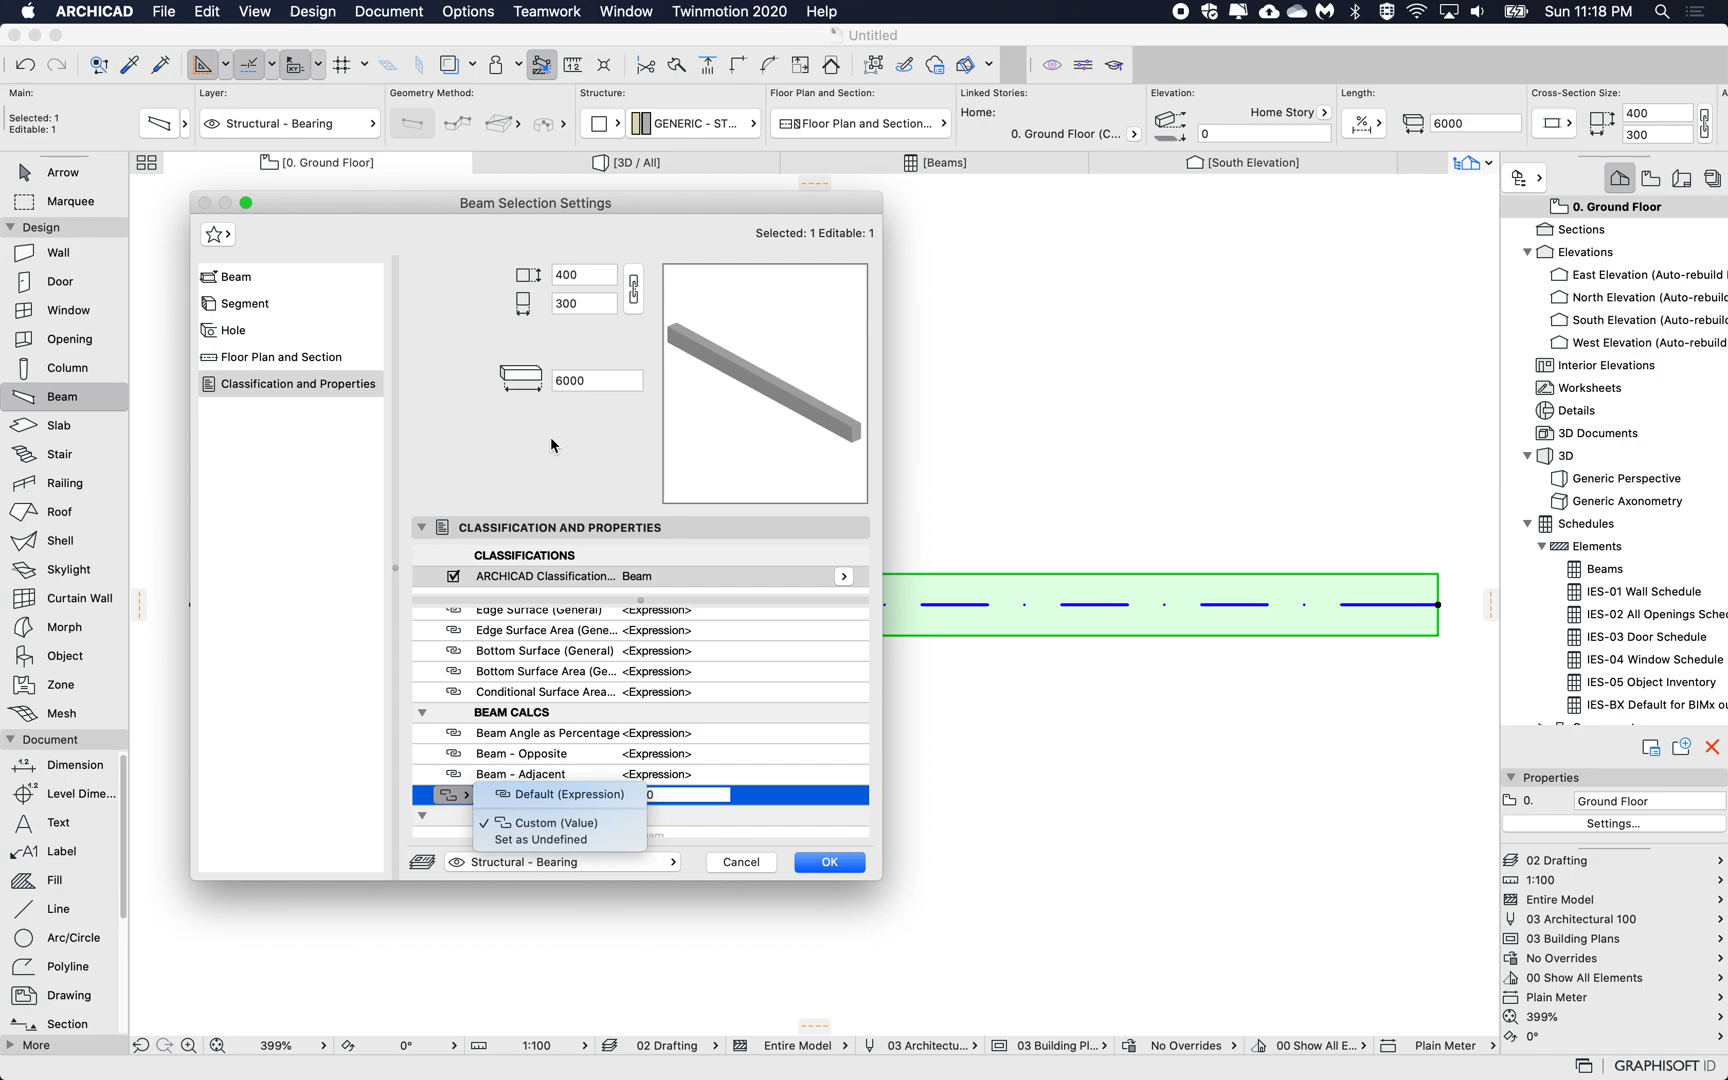 ARCHICAD File Edit View Design Document Options Teamwork Window Twinmotion 2020 Help Sun 11:18 PM
Untitled
Main: Layer: Geometry Method: Structure: Floor Plan and Section: Linked Stories: Elevation: Length: Cross-Section Size:
Selected: 1
Editable: 1
Structural - Bearing
GENERIC - ST...
Floor Plan and Section...
Home:
0. Ground Floor (C...
Home Story
0
6000
400
300
[0. Ground Floor] [3D / All] [Beams] [South Elevation]
Arrow
Marquee
Design
Wall
Door
Window
Opening
Column
Beam
Slab
Stair
Railing
Roof
Shell
Skylight
Curtain Wall
Morph
Object
Zone
Mesh
Document
Dimension
Level Dime...
Text
Label
Fill
Line
Arc/Circle
Polyline
Drawing
Section
More
Beam Selection Settings
Selected: 1 Editable: 1
Beam
Segment
Hole
Floor Plan and Section
Classification and Properties
400
300
6000
CLASSIFICATION AND PROPERTIES
CLASSIFICATIONS
ARCHICAD Classification... Beam
Edge Surface (General) <Expression>
Edge Surface Area (Gene... <Expression>
Bottom Surface (General) <Expression>
Bottom Surface Area (Ge... <Expression>
Conditional Surface Area... <Expression>
BEAM CALCS
Beam Angle as Percentage <Expression>
Beam - Opposite <Expression>
Beam - Adjacent <Expression>
Default (Expression)
Custom (Value)
Set as Undefined
Structural - Bearing
Cancel OK
0. Ground Floor
Sections
Elevations
East Elevation (Auto-rebuild
North Elevation (Auto-rebuild
South Elevation (Auto-rebuild
West Elevation (Auto-rebuild
Interior Elevations
Worksheets
Details
3D Documents
3D
Generic Perspective
Generic Axonometry
Schedules
Elements
Beams
IES-01 Wall Schedule
IES-02 All Openings Sche
IES-03 Door Schedule
IES-04 Window Schedule
IES-05 Object Inventory
IES-BX Default for BIMx ou
Properties
0. Ground Floor
Settings...
02 Drafting
1:100
Entire Model
03 Architectural 100
03 Building Plans
No Overrides
00 Show All Elements
Plain Meter
399%
0°
399% 0° 1:100 02 Drafting Entire Model 03 Architectu... 03 Building Pl... No Overrides 00 Show All E... Plain Meter
GRAPHISOFT ID